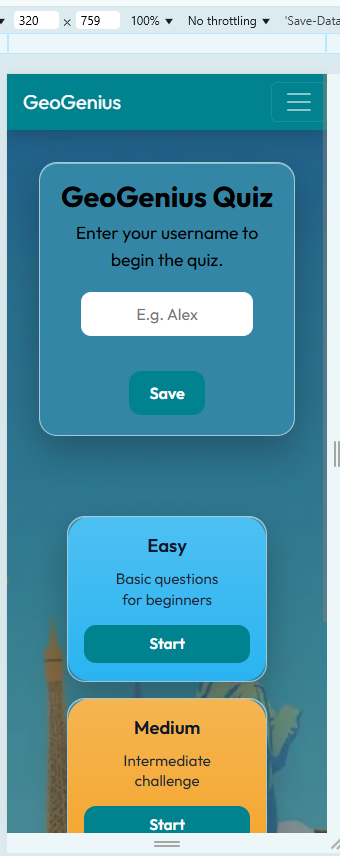 320 × 759 100% No throttling 'Save-Data
GeoGenius
GeoGenius Quiz
Enter your username to
begin the quiz.
E.g. Alex
Save
Easy
Basic questions
for beginners
Start
Medium
Intermediate
challenge
Start